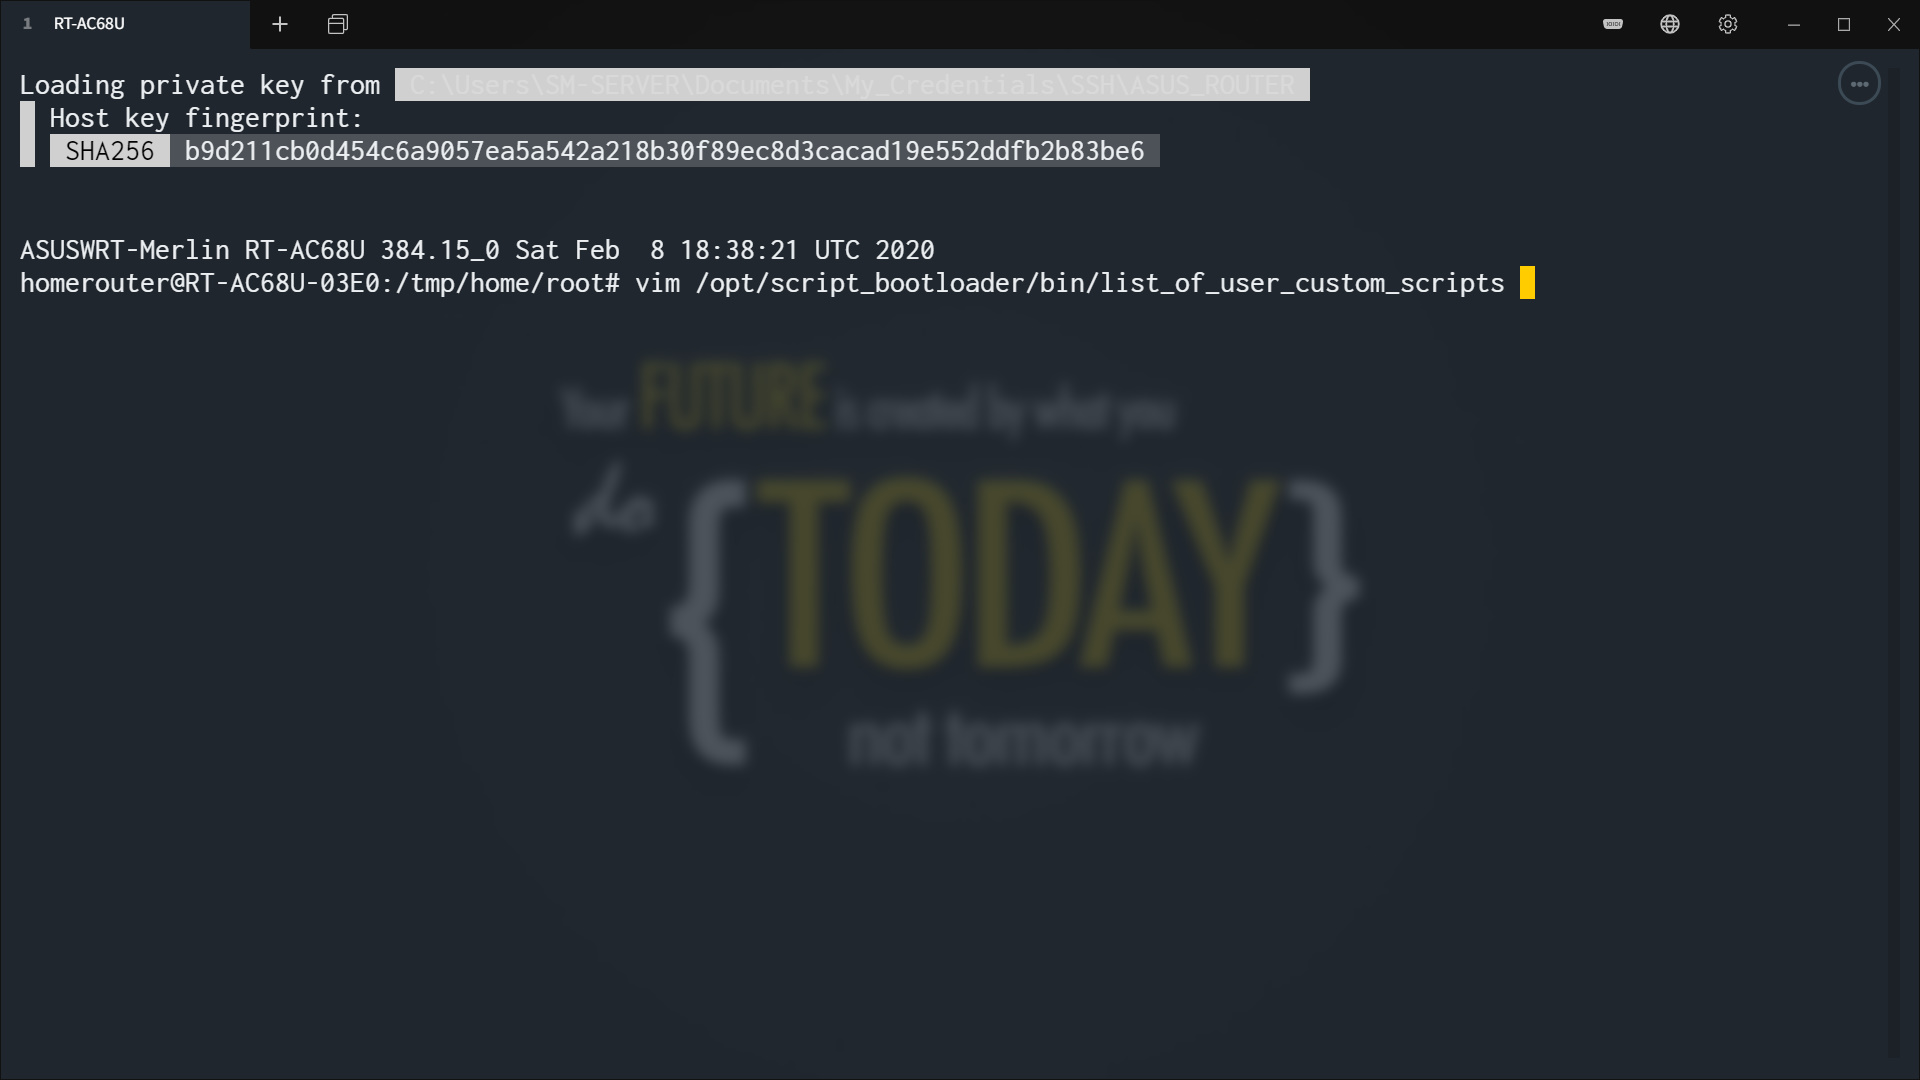 1 RT-AC68U
Loading private key from C:\Users\SM-SERVER\Documents\My_Credentials\SSH\ASUS_ROUTER
Host key fingerprint:
SHA256 b9d211cb0d454c6a9057ea5a542a218b30f89ec8d3cacad19e552ddfb2b83be6
ASUSWRT-Merlin RT-AC68U 384.15_0 Sat Feb  8 18:38:21 UTC 2020
homerouter@RT-AC68U-03E0:/tmp/home/root# vim /opt/script_bootloader/bin/list_of_user_custom_scripts
Your FUTURE is created by what you
do {TODAY}
not tomorrow